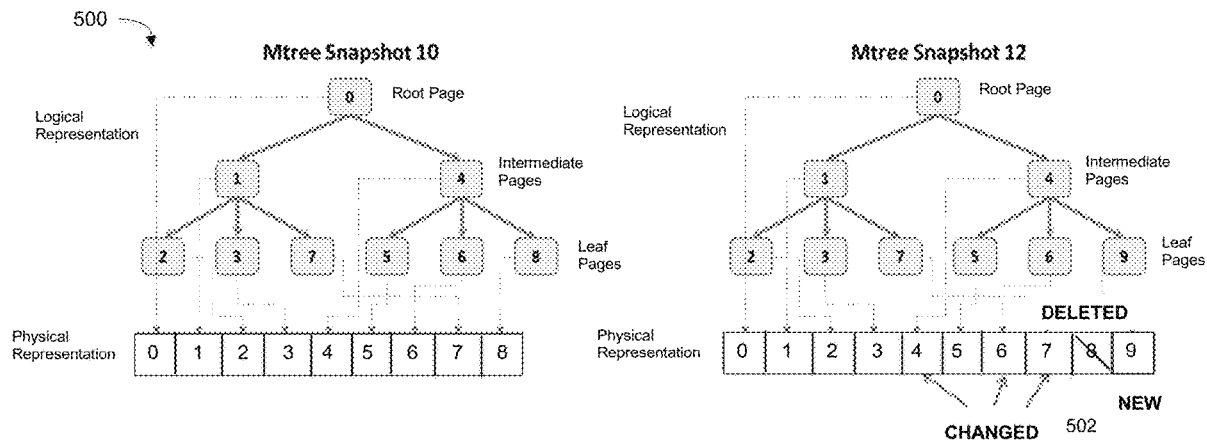 500
Mtree Snapshot 10
Mtree Snapshot 12
0
Root Page
0
Root Page
Logical
Representation
Logical
Representation
1
4
Intermediate
Pages
1
4
Intermediate
Pages
2
3
7
5
6
8
Leaf
Pages
2
3
7
5
6
9
Leaf
Pages
DELETED
Physical
Representation
0 1 2 3 4 5 6 7 8
Physical
Representation
0 1 2 3 4 5 6 7 8 9
NEW
CHANGED
502